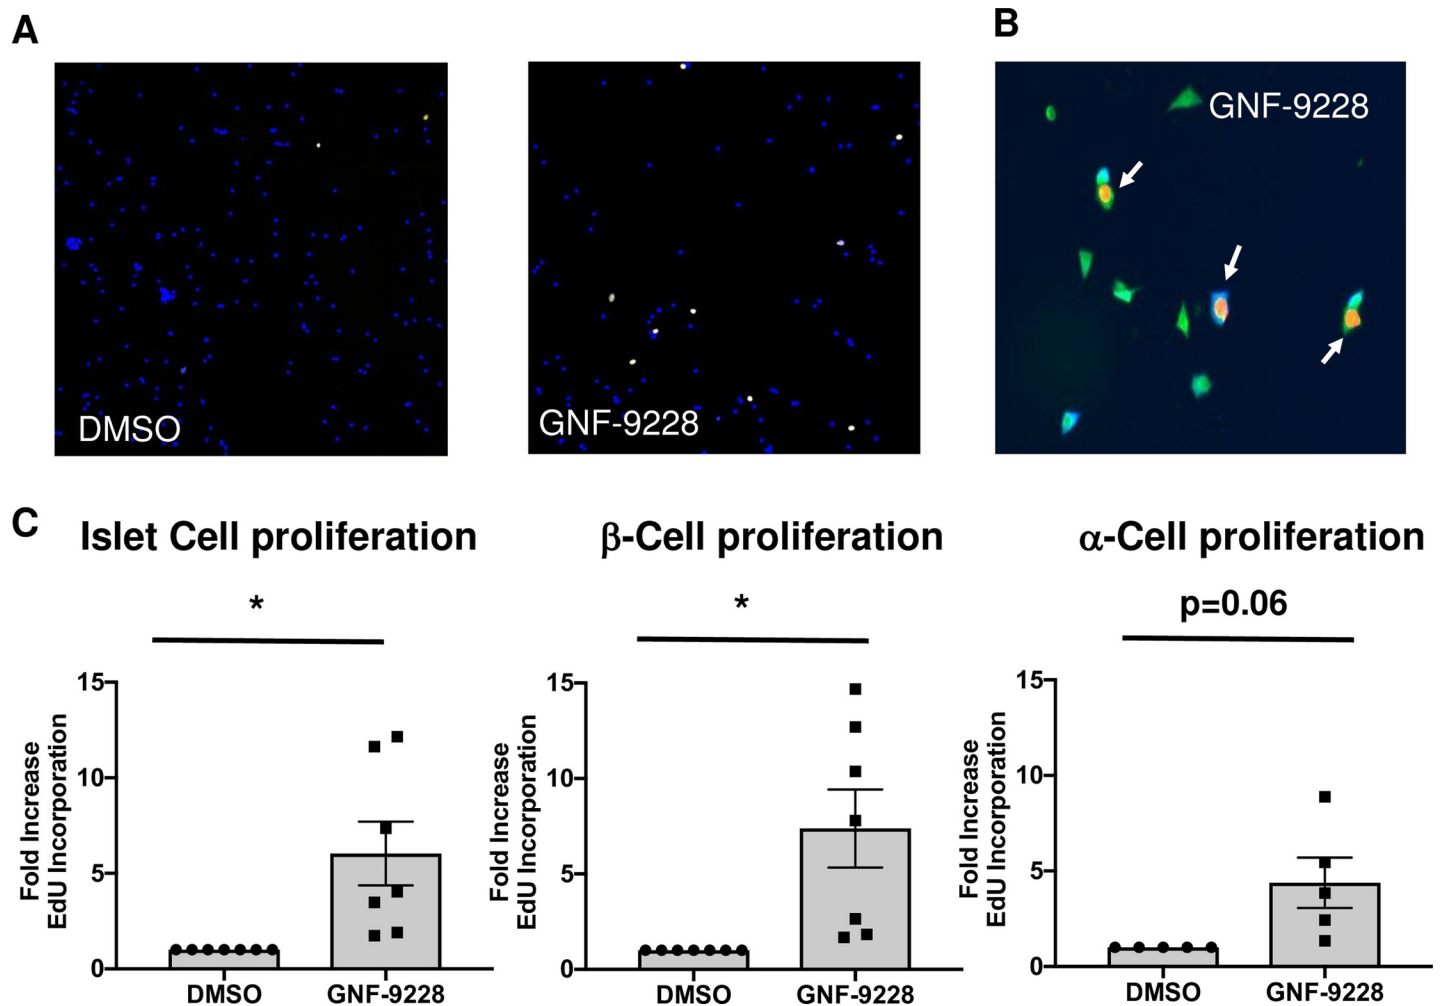 A
B
DMSO
GNF-9228
GNF-9228
C
Islet Cell proliferation
*
Fold Increase
EdU Incorporation
15
10
5
0
DMSO
GNF-9228
β-Cell proliferation
*
Fold Increase
EdU Incorporation
15
10
5
0
DMSO
GNF-9228
α-Cell proliferation
p=0.06
Fold Increase
EdU Incorporation
15
10
5
0
DMSO
GNF-9228